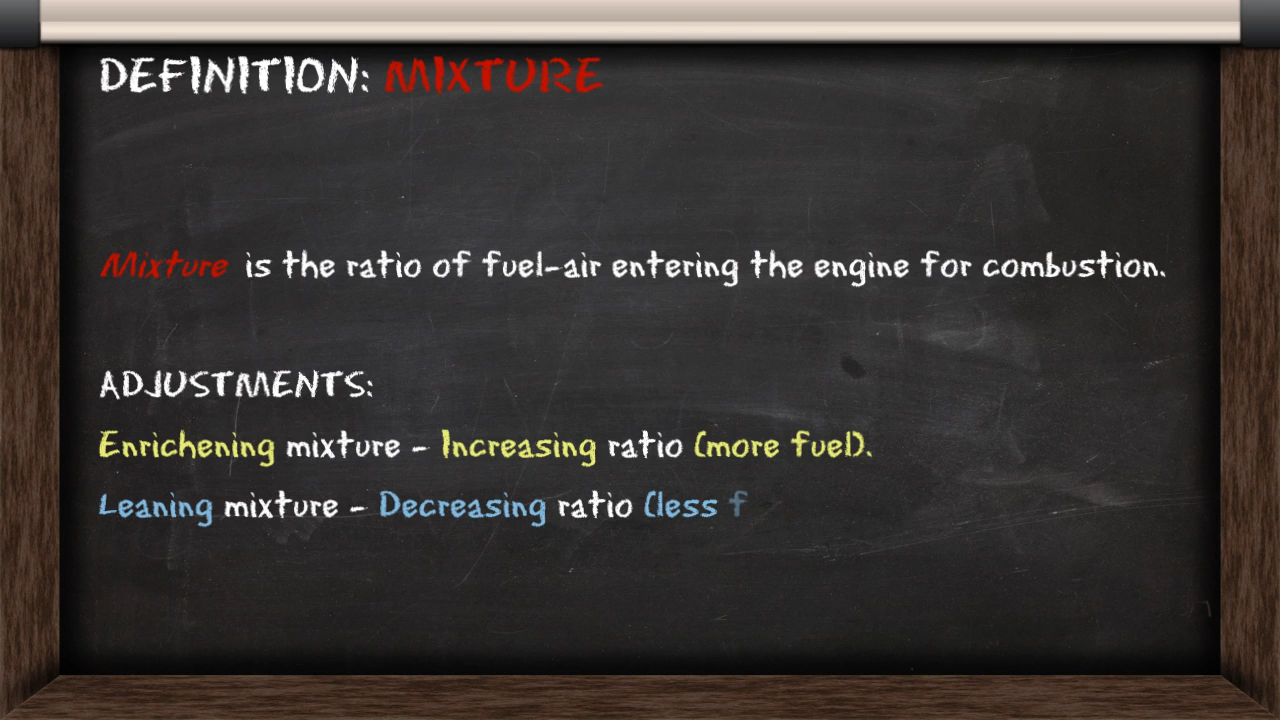 DEFINITION: MIXTURE
Mixture is the ratio of fuel-air entering the engine for combustion.
ADJUSTMENTS:
Enrichening mixture - Increasing ratio (more fuel).
Leaning mixture - Decreasing ratio (less f